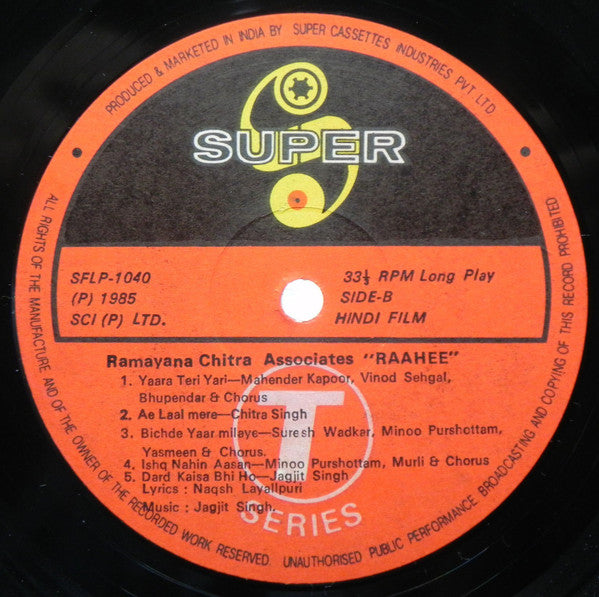 PRODUCED & MARKETED IN INDIA BY SUPER CASSETTES INDUSTRIES PVT. LTD.
SUPER
SFLP-1040
(P) 1985
SCI (P) LTD.
33⅓ RPM Long Play
SIDE-B
HINDI FILM
Ramayana Chitra Associates "RAAHEE"
1. Yaara Teri Yari—Mahender Kapoor, Vinod Sehgal,
Bhupendar & Chorus
2. Ae Laal mere—Chitra Singh
3. Bichde Yaar milaye—Suresh Wadkar, Minoo Purshottam,
Yasmeen & Chorus.
4. Ishq Nahin Aasan—Minoo Purshottam, Murli & Chorus
5. Dard Kaisa Bhi Ho—Jagjit Singh
Lyrics : Naqsh Layallpuri
Music : Jagjit Singh.
T
SERIES
ALL RIGHTS OF THE MANUFACTURE AND OF THE OWNER OF THE RECORDED WORK RESERVED. UNAUTHORISED PUBLIC PERFORMANCE, BROADCASTING AND COPYING OF THIS RECORD PROHIBITED